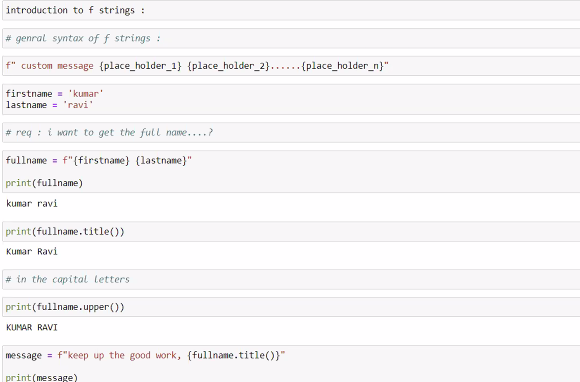 introduction to f strings :
# genral syntax of f strings :
f" custom message {place_holder_1} {place_holder_2}......{place_holder_n}"
firstname = 'kumar'
lastname = 'ravi'
# req : i want to get the full name....?
fullname = f"{firstname} {lastname}"
print(fullname)
kumar ravi
print(fullname.title())
Kumar Ravi
# in the capital letters
print(fullname.upper())
KUMAR RAVI
message = f"keep up the good work, {fullname.title()}"
print(message)